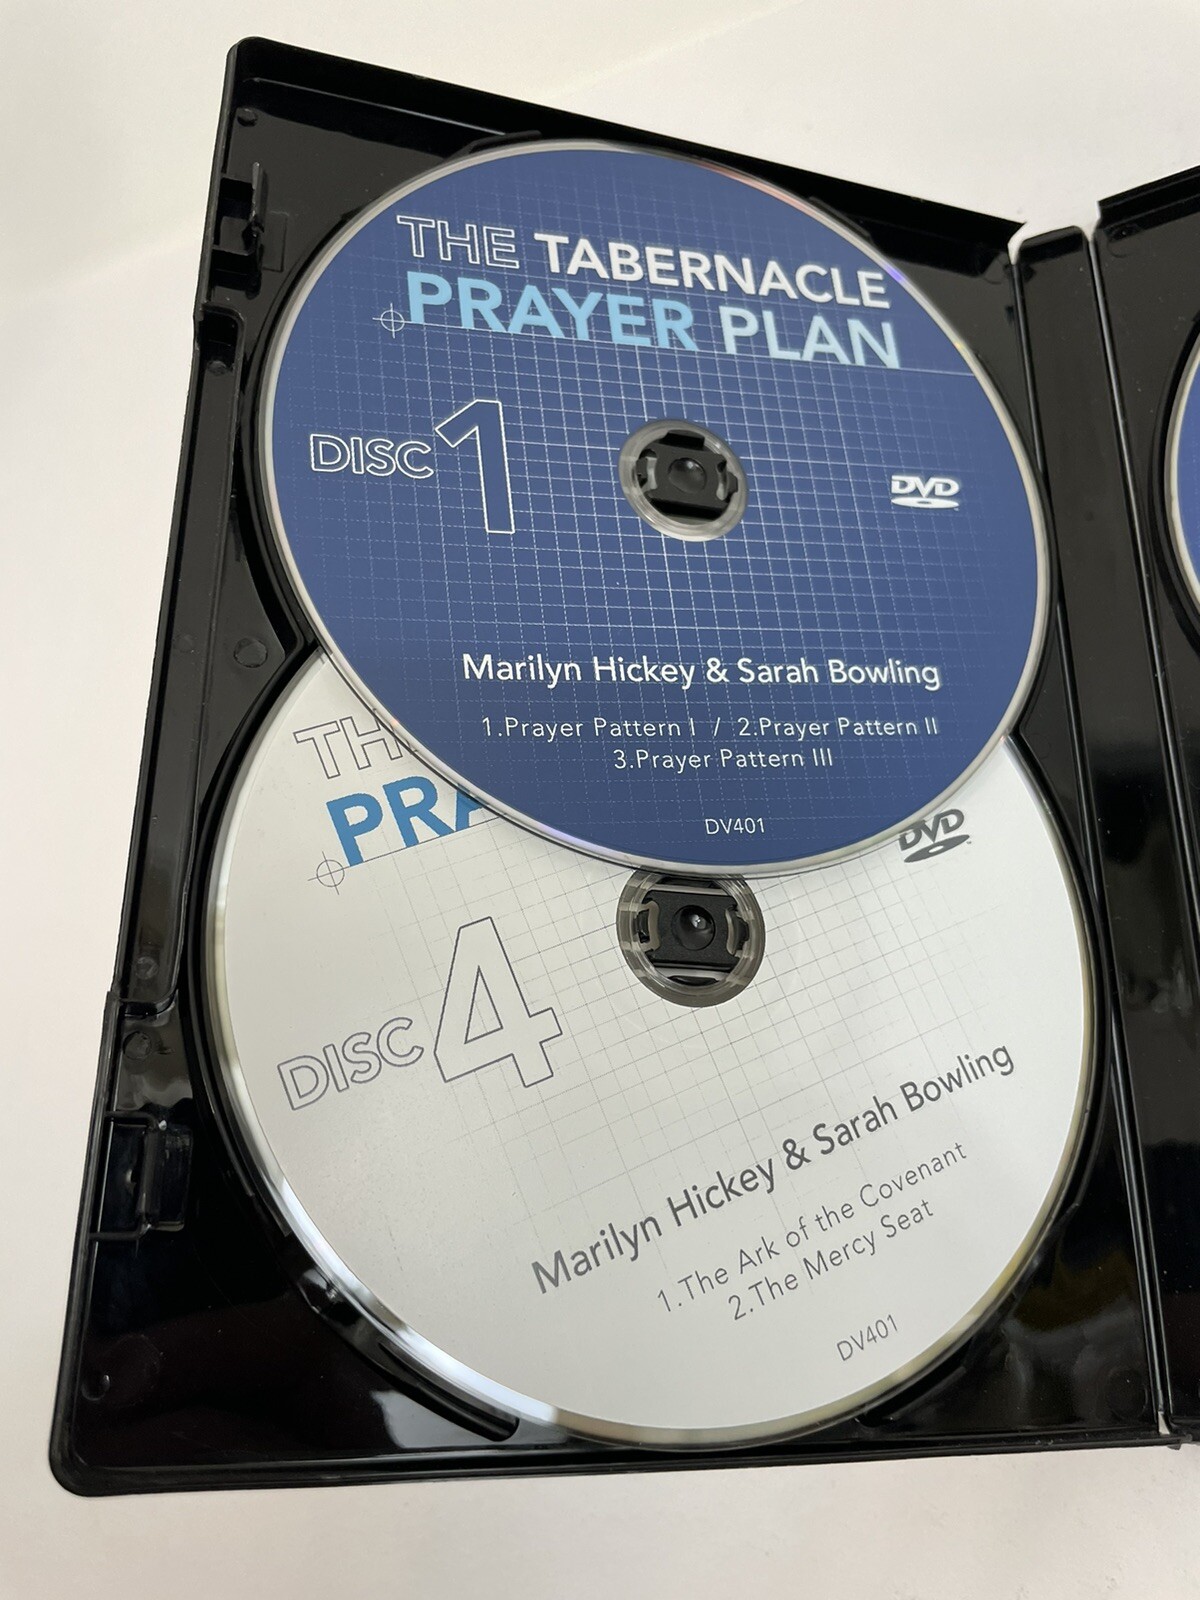 THE TABERNACLE
PRAYER PLAN
DISC 1
DVD
Marilyn Hickey & Sarah Bowling
1.Prayer Pattern I / 2.Prayer Pattern II
3.Prayer Pattern III
DV401
DVD
DISC 4
Marilyn Hickey & Sarah Bowling
1.The Ark of the Covenant
2.The Mercy Seat
DV401